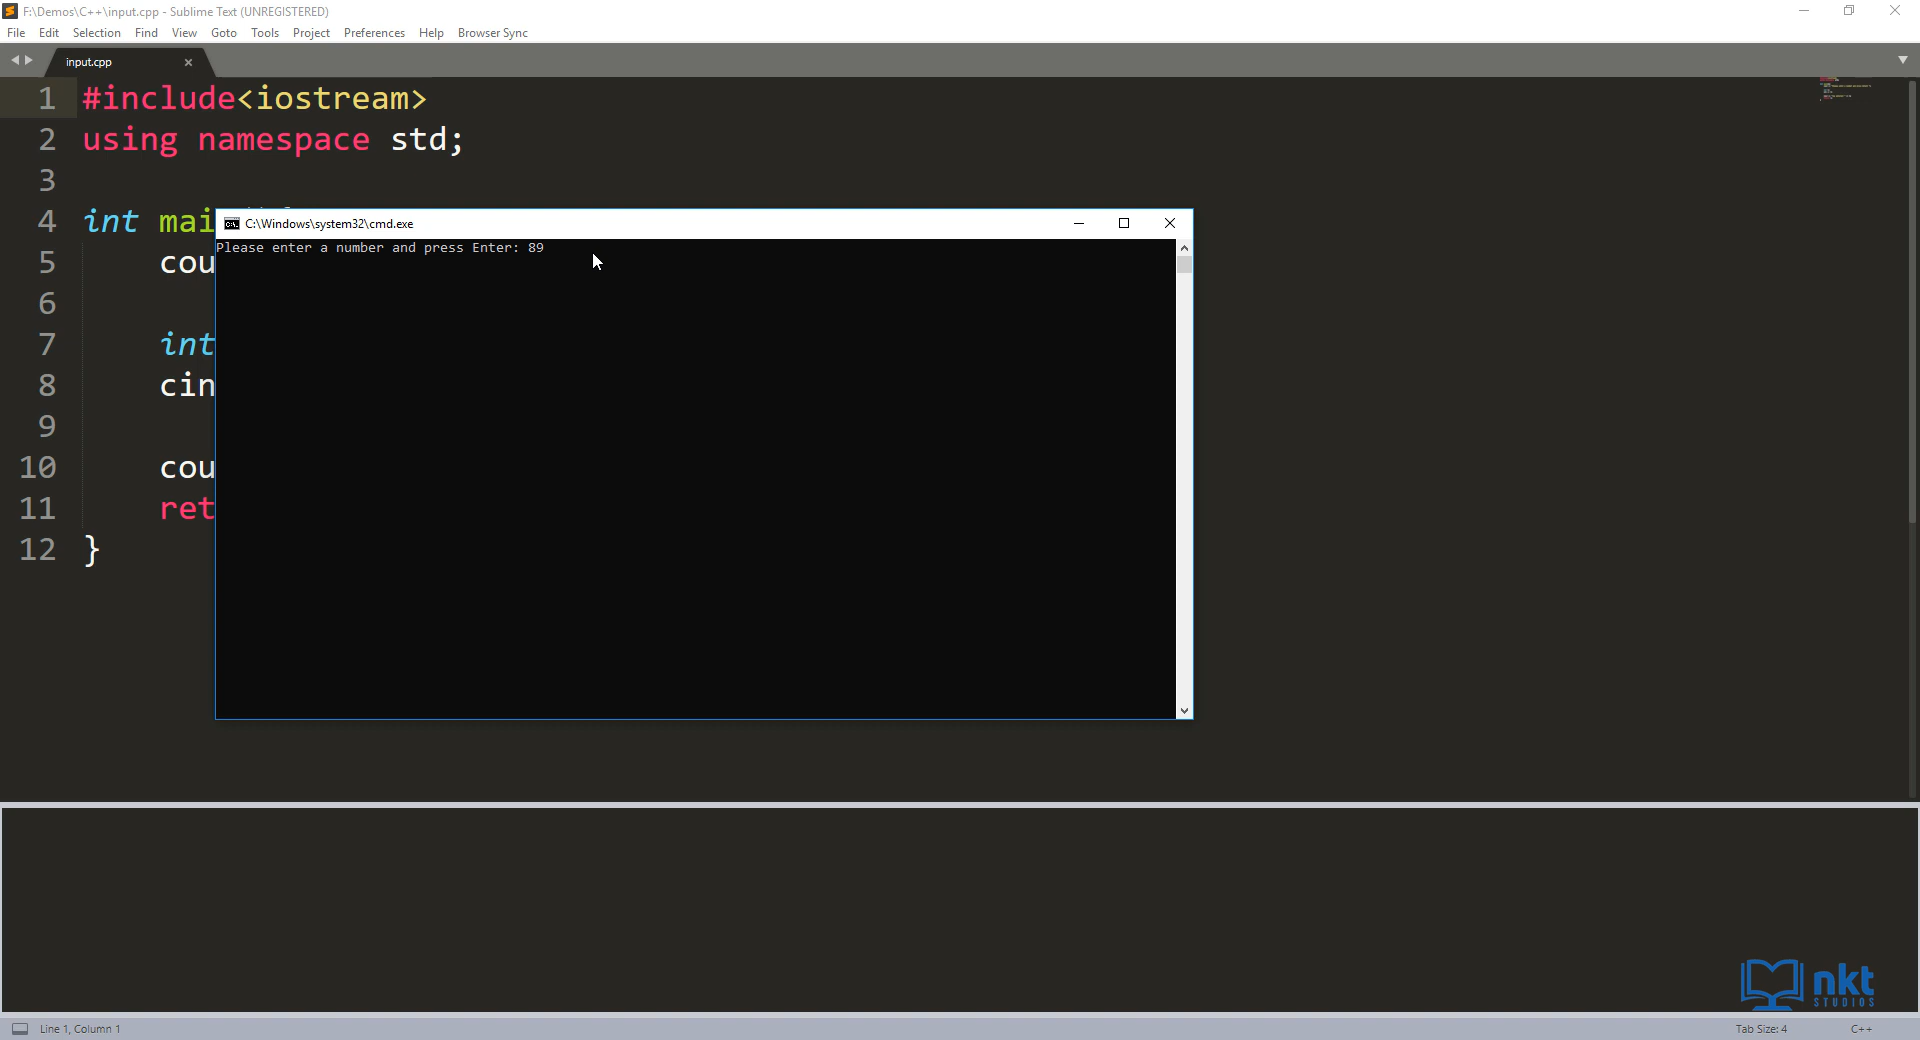 F:\Demos\C++\input.cpp - Sublime Text (UNREGISTERED)
File Edit Selection Find View Goto Tools Project Preferences Help Browser Sync
input.cpp
1 #include<iostream>
2 using namespace std;
3
4 int mai
C:\Windows\system32\cmd.exe
Please enter a number and press Enter: 89
5 cou
6
7 int
8 cin
9
10 cou
11 ret
12 }
nkt
STUDIOS
Line 1, Column 1 Tab Size: 4 C++